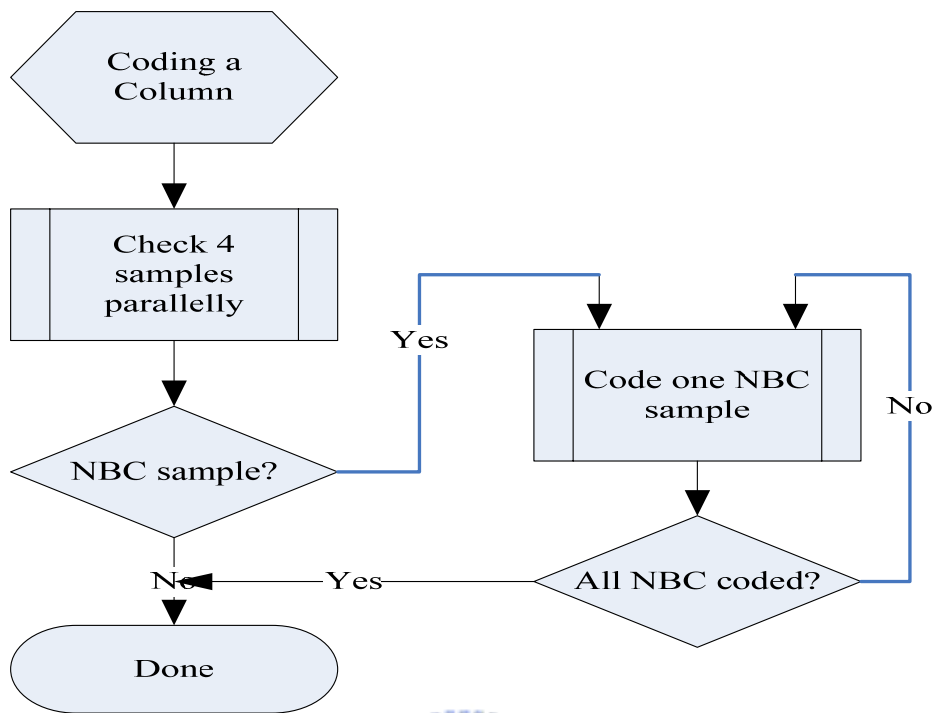 Coding a
Column
Check 4
samples
parallelly
Yes
Code one NBC
sample
No
NBC sample?
All NBC coded?
No
Yes
Done